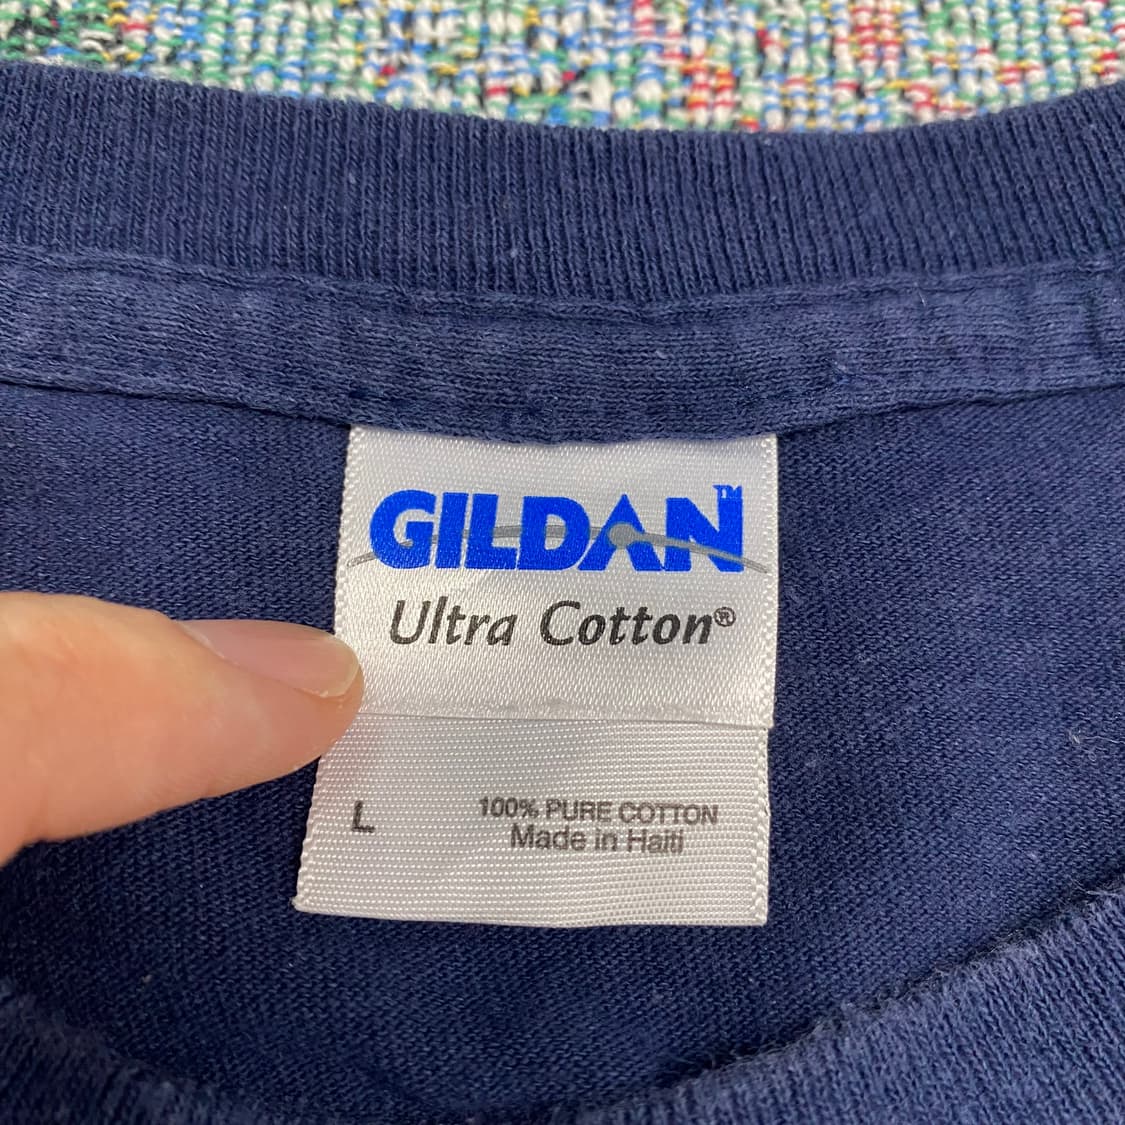 GILDAN™
Ultra Cotton®
L
100% PURE COTTON
Made in Haiti